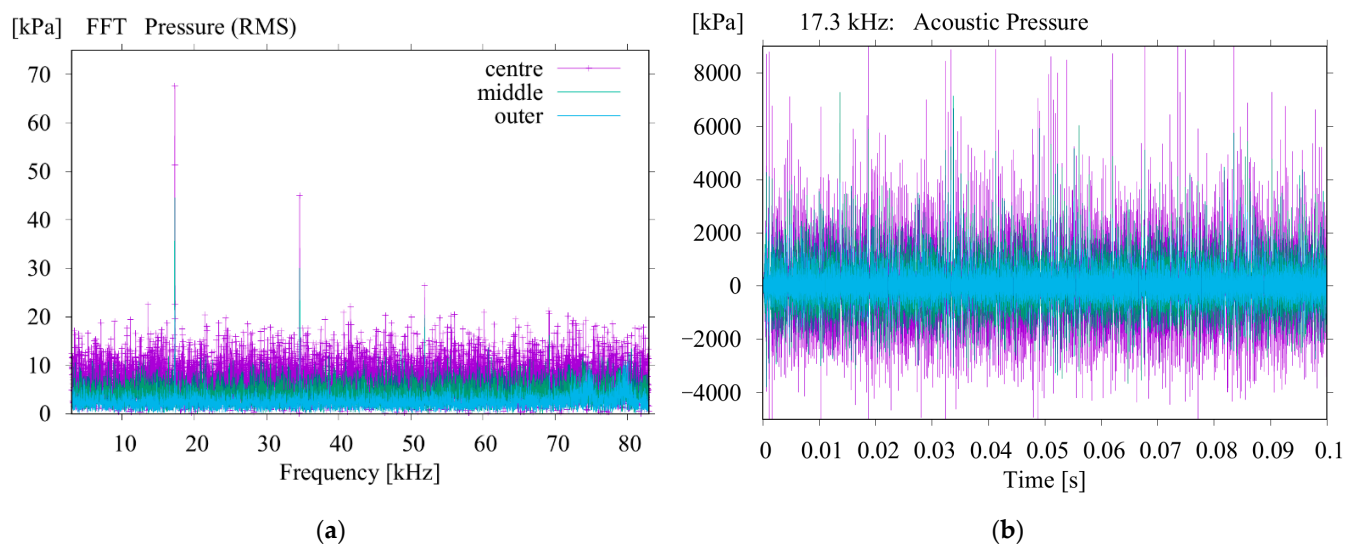 [kPa] FFT Pressure (RMS)
70
60
50
40
30
20
10
0
centre
middle
outer
10 20 30 40 50 60 70 80
Frequency [kHz]
(a)
[kPa] 17.3 kHz: Acoustic Pressure
8000
6000
4000
2000
0
−2000
−4000
0 0.01 0.02 0.03 0.04 0.05 0.06 0.07 0.08 0.09 0.1
Time [s]
(b)